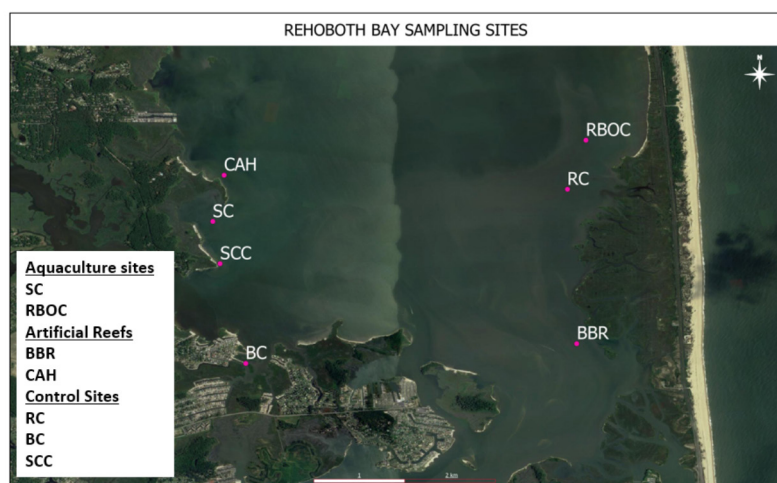 REHOBOTH BAY SAMPLING SITES
N
RBOC
CAH
RC
SC
SCC
Aquaculture sites
SC
RBOC
Artificial Reefs
BBR
CAH
Control Sites
RC
BC
SCC
BBR
BC
1 2 km